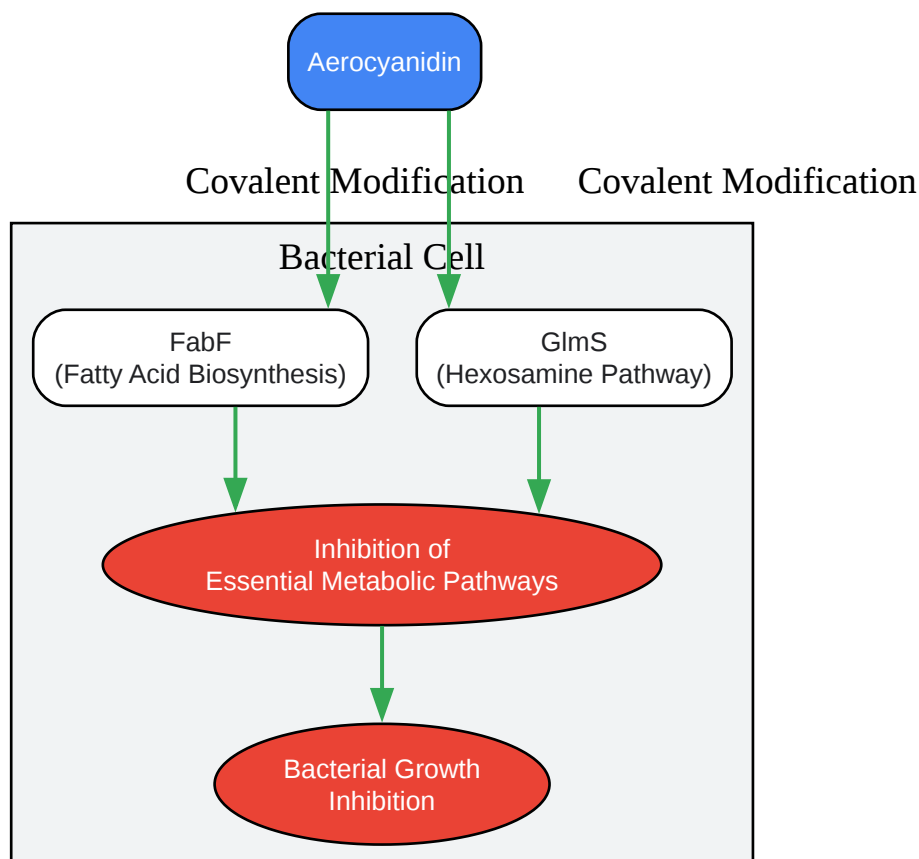 Aerocyanidin
Covalent Modification
Covalent Modification
Bacterial Cell
FabF
(Fatty Acid Biosynthesis)
GlmS
(Hexosamine Pathway)
Inhibition of
Essential Metabolic Pathways
Bacterial Growth
Inhibition